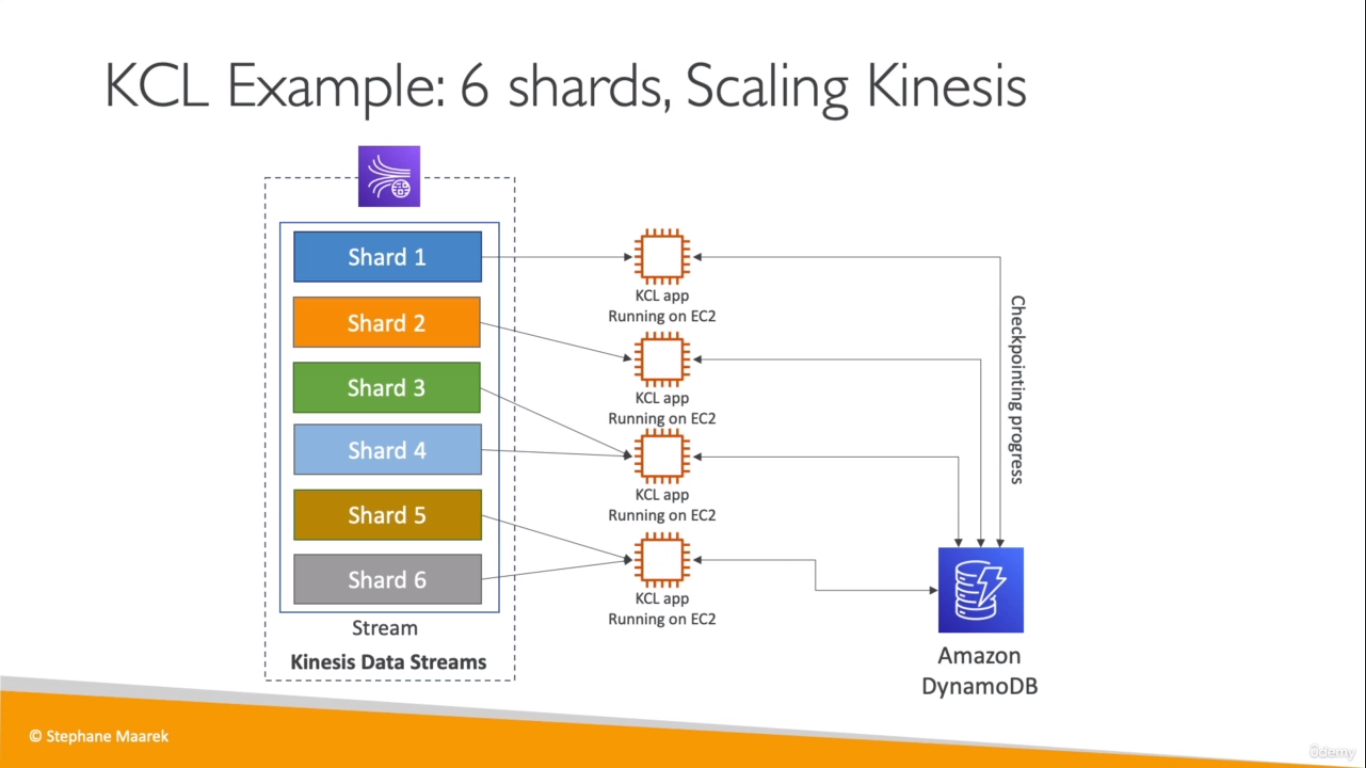 KCL Example: 6 shards, Scaling Kinesis
Shard 1
Shard 2
Shard 3
Shard 4
Shard 5
Shard 6
Stream
Kinesis Data Streams
KCL app
Running on EC2
KCL app
Running on EC2
KCL app
Running on EC2
KCL app
Running on EC2
Checkpointing progress
Amazon
DynamoDB
© Stephane Maarek
ûdemy